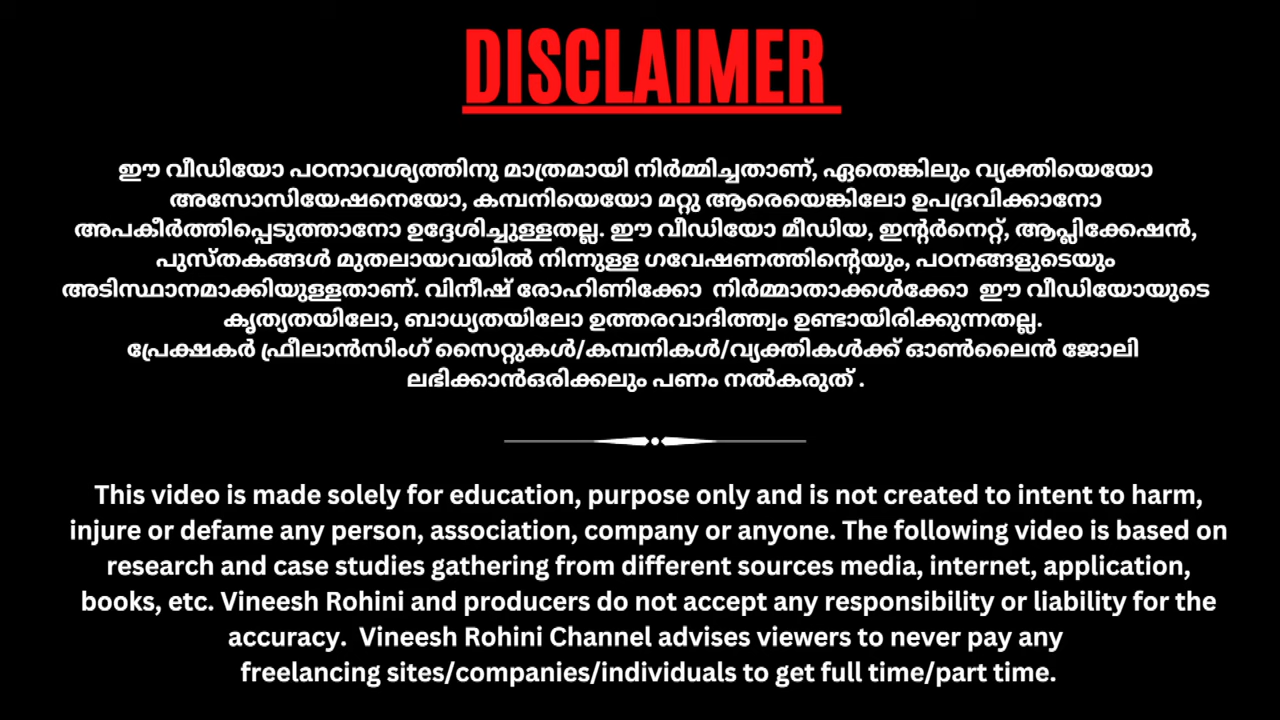 DISCLAIMER
ഈ വീഡിയോ പഠനാവശ്യത്തിനു മാത്രമായി നിർമ്മിച്ചതാണ്, ഏതെങ്കിലും വ്യക്തിയെയോ
അസോസിയേഷനെയോ, കമ്പനിയെയോ മറ്റു ആരെയെങ്കിലോ ഉപദ്രവിക്കാനോ
അപകീർത്തിപ്പെടുത്താനോ ഉദ്ദേശിച്ചുള്ളതല്ല. ഈ വീഡിയോ മീഡിയ, ഇന്റർനെറ്റ്, ആപ്ലിക്കേഷൻ,
പുസ്തകങ്ങൾ മുതലായവയിൽ നിന്നുള്ള ഗവേഷണത്തിന്റെയും, പഠനങ്ങളുടെയും
അടിസ്ഥാനമാക്കിയുള്ളതാണ്. വിനീഷ് രോഹിണിക്കോ നിർമ്മാതാക്കൾക്കോ ഈ വീഡിയോയുടെ
കൃത്യതയിലോ, ബാധ്യതയിലോ ഉത്തരവാദിത്ത്വം ഉണ്ടായിരിക്കുന്നതല്ല.
പ്രേക്ഷകർ ഫ്രീലാൻസിംഗ് സൈറ്റുകൾ/കമ്പനികൾ/വ്യക്തികൾക്ക് ഓൺലൈൻ ജോലി
ലഭിക്കാൻഒരിക്കലും പണം നൽകരുത് .
This video is made solely for education, purpose only and is not created to intent to harm,
injure or defame any person, association, company or anyone. The following video is based on
research and case studies gathering from different sources media, internet, application,
books, etc. Vineesh Rohini and producers do not accept any responsibility or liability for the
accuracy. Vineesh Rohini Channel advises viewers to never pay any
freelancing sites/companies/individuals to get full time/part time.